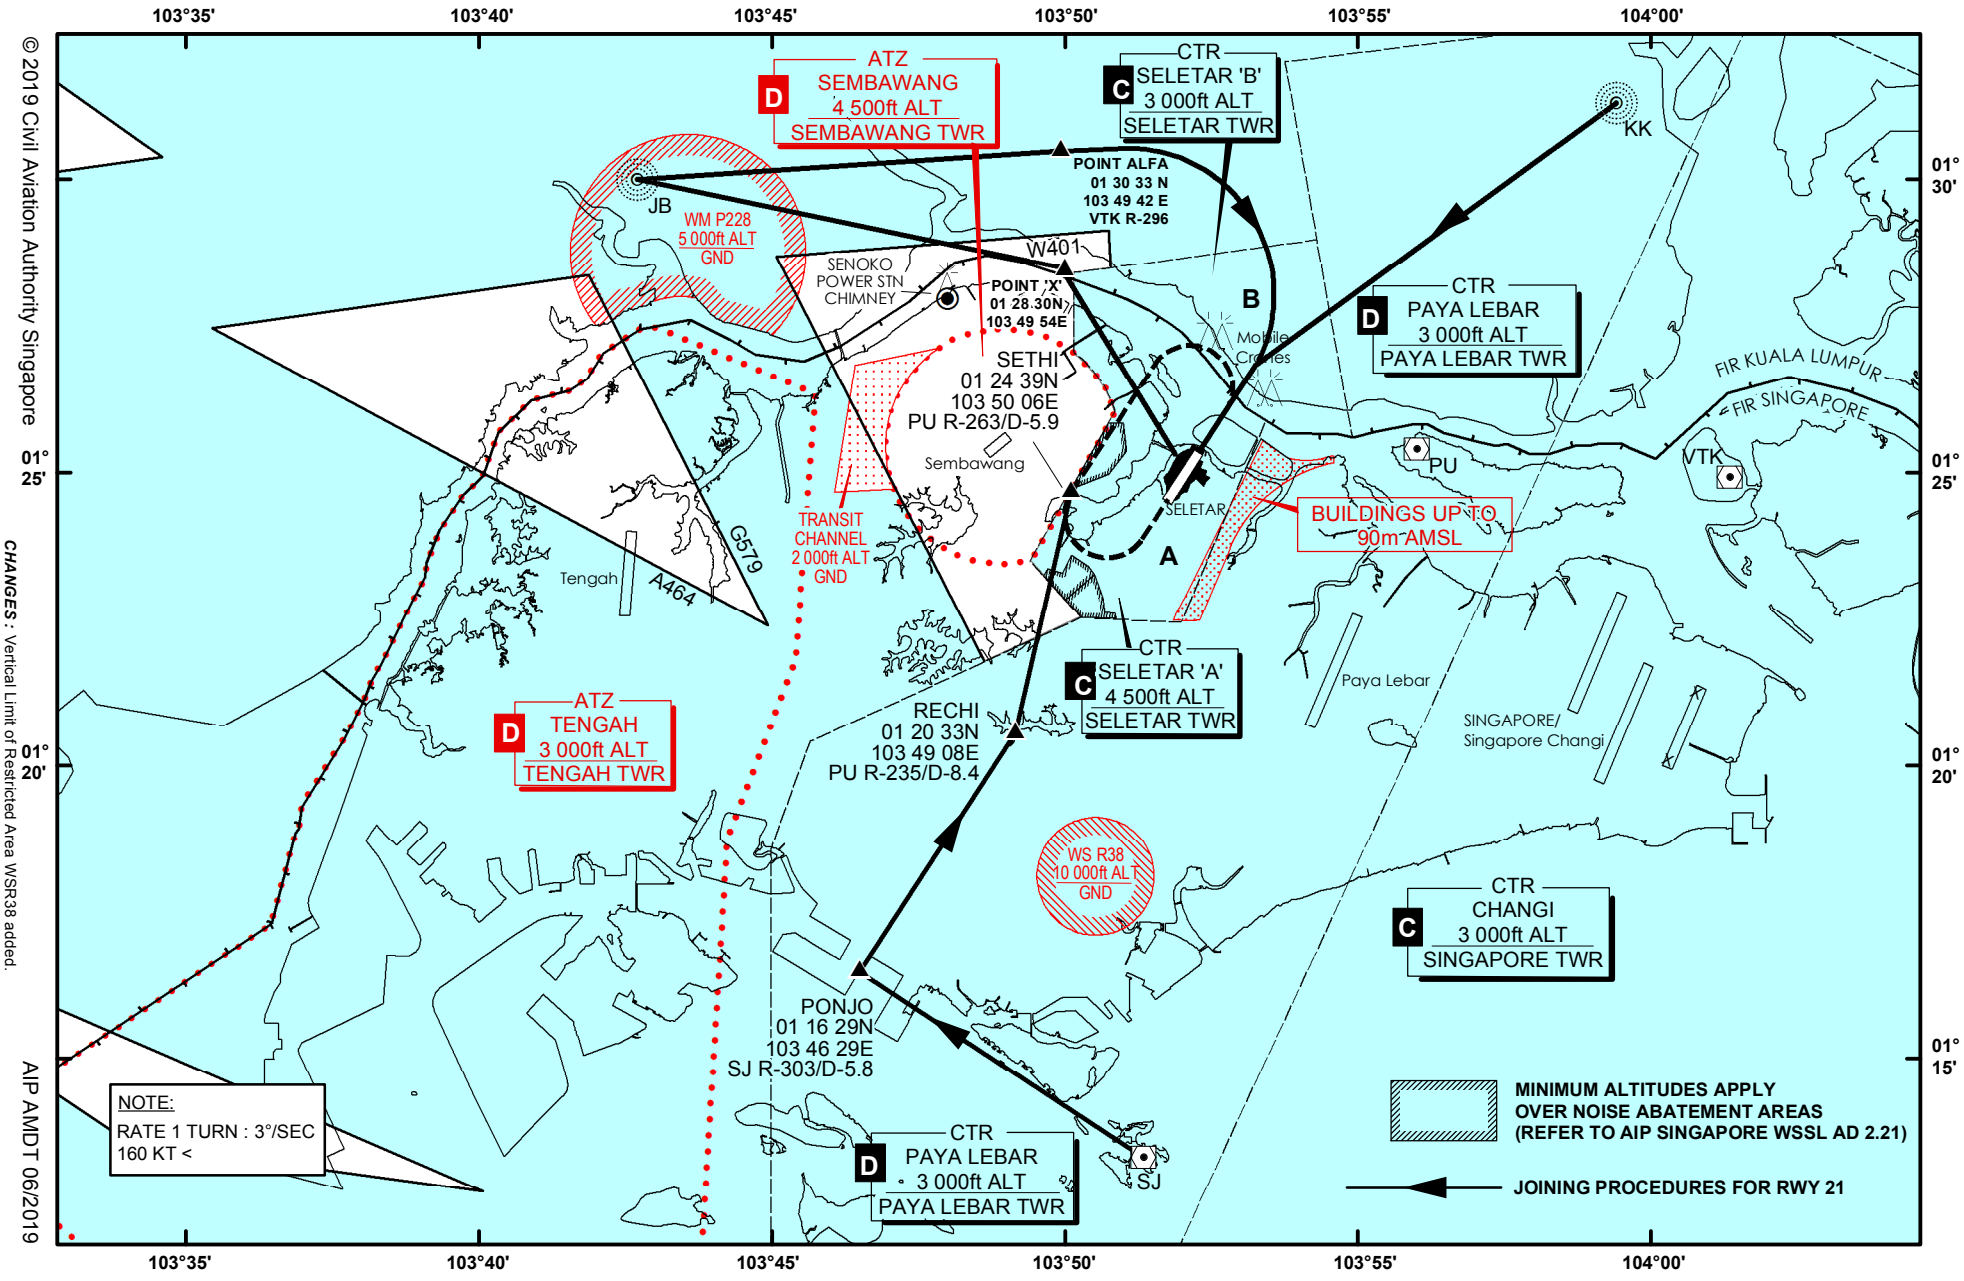 103°35'
103°40'
103°45'
103°50'
103°55'
104°00'
© 2019 Civil Aviation Authority Singapore
CHANGES : Vertical Limit of Restricted Area WSR38 added.
AIP AMDT 06/2019
ATZ
SEMBAWANG
4 500ft ALT
SEMBAWANG TWR
D
CTR
SELETAR 'B'
3 000ft ALT
SELETAR TWR
C
KK
JB
POINT ALFA
01 30 33 N
103 49 42 E
VTK R-296
01°
30'
WM P228
5 000ft ALT
GND
W401
SENOKO
POWER STN
CHIMNEY
POINT 'X'
01 28.30N
103 49 54E
B
Mobile
Cranes
CTR
PAYA LEBAR
3 000ft ALT
PAYA LEBAR TWR
D
FIR KUALA LUMPUR
FIR SINGAPORE
SETHI
01 24 39N
103 50 06E
PU R-263/D-5.9
Sembawang
PU
VTK
01°
25'
01°
25'
SELETAR
BUILDINGS UP TO
90m AMSL
TRANSIT
CHANNEL
2 000ft ALT
GND
G579
A464
Tengah
A
CTR
SELETAR 'A'
4 500ft ALT
SELETAR TWR
C
Paya Lebar
SINGAPORE/
Singapore Changi
ATZ
TENGAH
3 000ft ALT
TENGAH TWR
D
RECHI
01 20 33N
103 49 08E
PU R-235/D-8.4
01°
20'
01°
20'
WS R38
10 000ft ALT
GND
CTR
CHANGI
3 000ft ALT
SINGAPORE TWR
C
PONJO
01 16 29N
103 46 29E
SJ R-303/D-5.8
01°
15'
NOTE:
RATE 1 TURN : 3°/SEC
160 KT <
CTR
PAYA LEBAR
3 000ft ALT
PAYA LEBAR TWR
D
SJ
MINIMUM ALTITUDES APPLY
OVER NOISE ABATEMENT AREAS
(REFER TO AIP SINGAPORE WSSL AD 2.21)
JOINING PROCEDURES FOR RWY 21
103°35'
103°40'
103°45'
103°50'
103°55'
104°00'